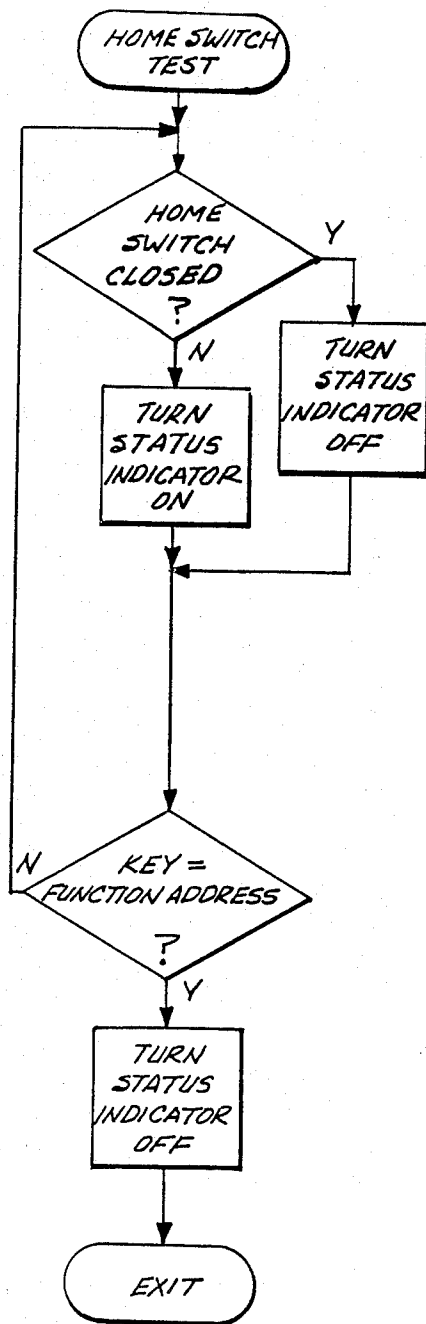 HOME SWITCH
TEST
HOME
SWITCH
CLOSED
?
Y
N
TURN
STATUS
INDICATOR
OFF
TURN
STATUS
INDICATOR
ON
N
KEY =
FUNCTION ADDRESS
?
Y
TURN
STATUS
INDICATOR
OFF
EXIT